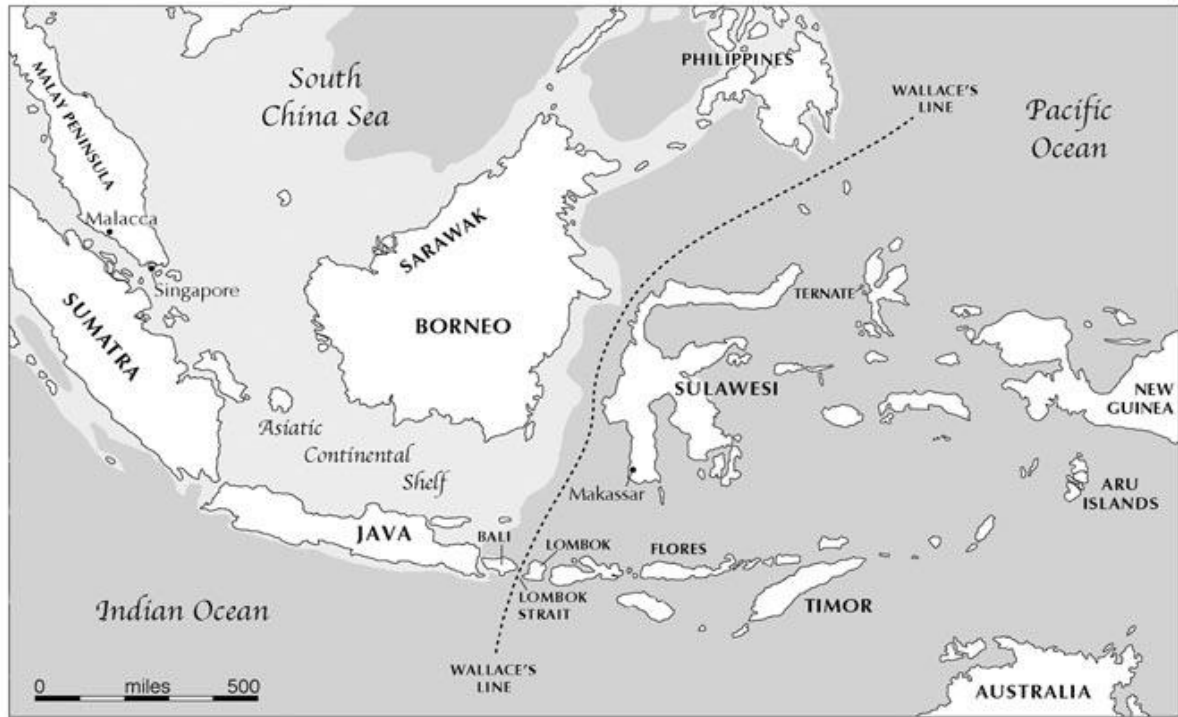 PHILIPPINES
South
China Sea
WALLACE'S
LINE
Pacific
Ocean
MALAY PENINSULA
Malacca
SARAWAK
Singapore
TERNATE
SUMATRA
BORNEO
SULAWESI
NEW
GUINEA
Asiatic
Continental
Shelf
Makassar
ARU
ISLANDS
JAVA
BALI
LOMBOK
FLORES
LOMBOK
STRAIT
TIMOR
Indian Ocean
WALLACE'S
LINE
0 miles 500
AUSTRALIA